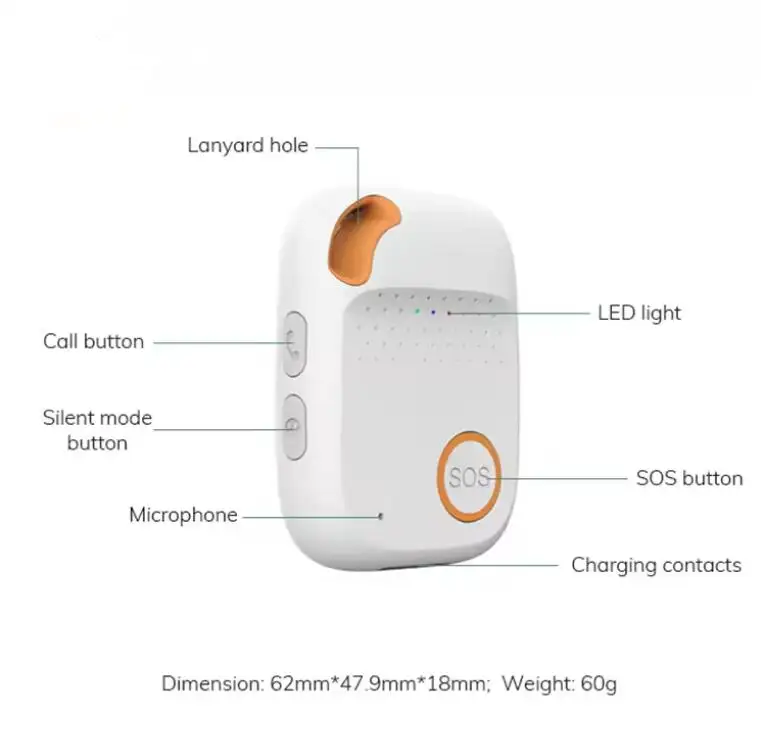 Lanyard hole
LED light
Call button
Silent mode
button
SOS
SOS button
Microphone
Charging contacts
Dimension: 62mm*47.9mm*18mm; Weight: 60g